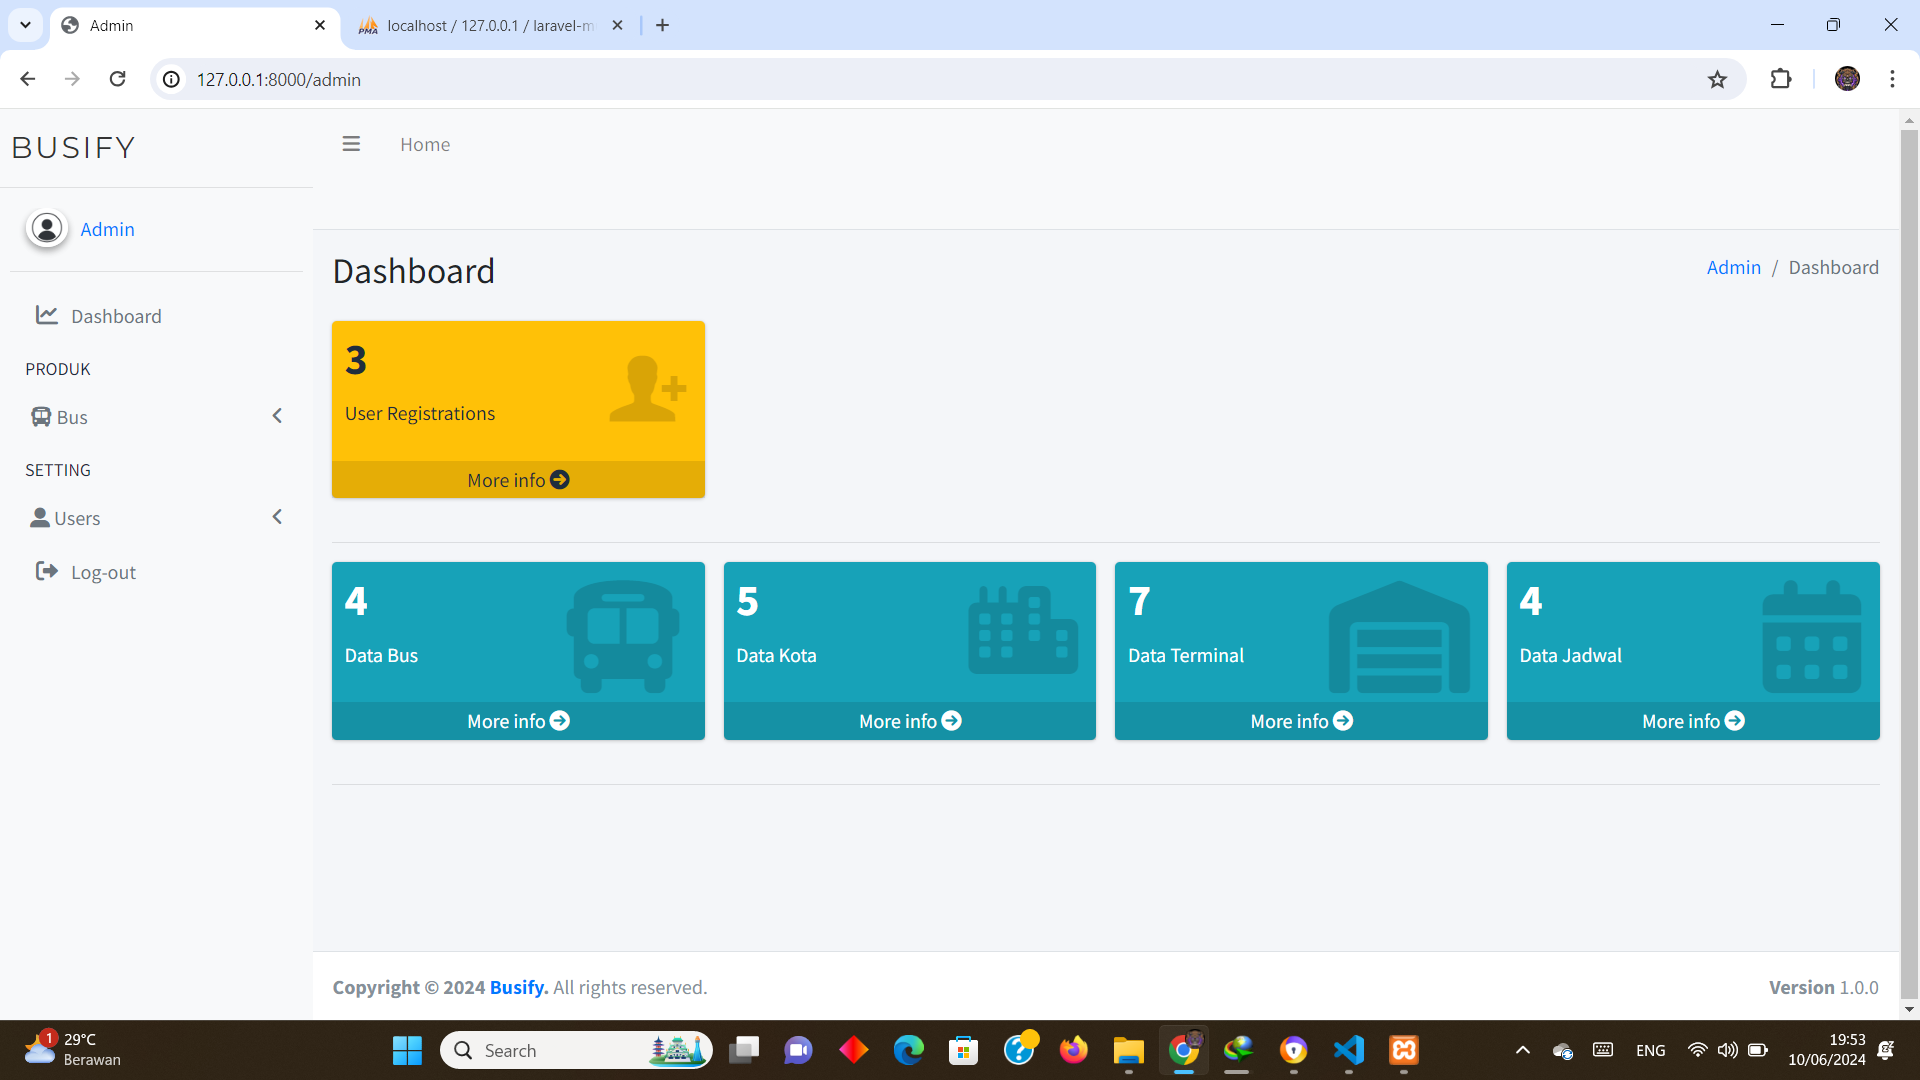 Admin
PMA localhost / 127.0.0.1 / laravel-m
127.0.0.1:8000/admin
BUSIFY
Home
Admin
Dashboard
Admin / Dashboard
Dashboard
PRODUK
Bus
SETTING
Users
Log-out
3
User Registrations
More info
4
Data Bus
More info
5
Data Kota
More info
7
Data Terminal
More info
4
Data Jadwal
More info
Copyright © 2024 Busify. All rights reserved.
Version 1.0.0
1
29°C
Berawan
Search
ENG
19:53
10/06/2024